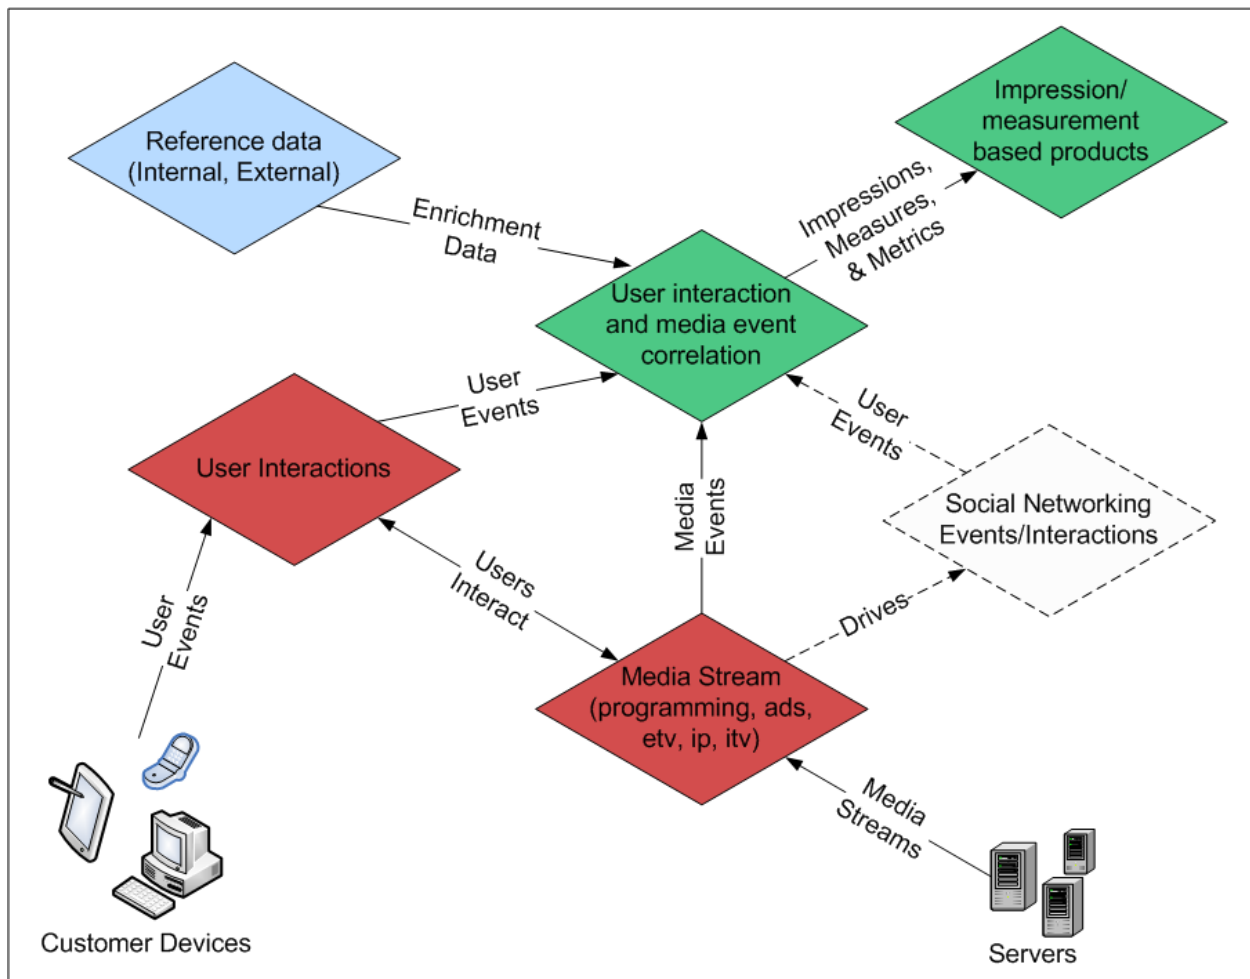 Reference data
(Internal, External)
Impression/
measurement
based products
Enrichment
Data
Impressions,
Measures,
& Metrics
User interaction
and media event
correlation
User
Events
User
Events
User Interactions
Social Networking
Events/Interactions
Media
Events
Users
Interact
Drives
User
Events
Media Stream
(programming, ads,
etv, ip, itv)
Media
Streams
Customer Devices
Servers